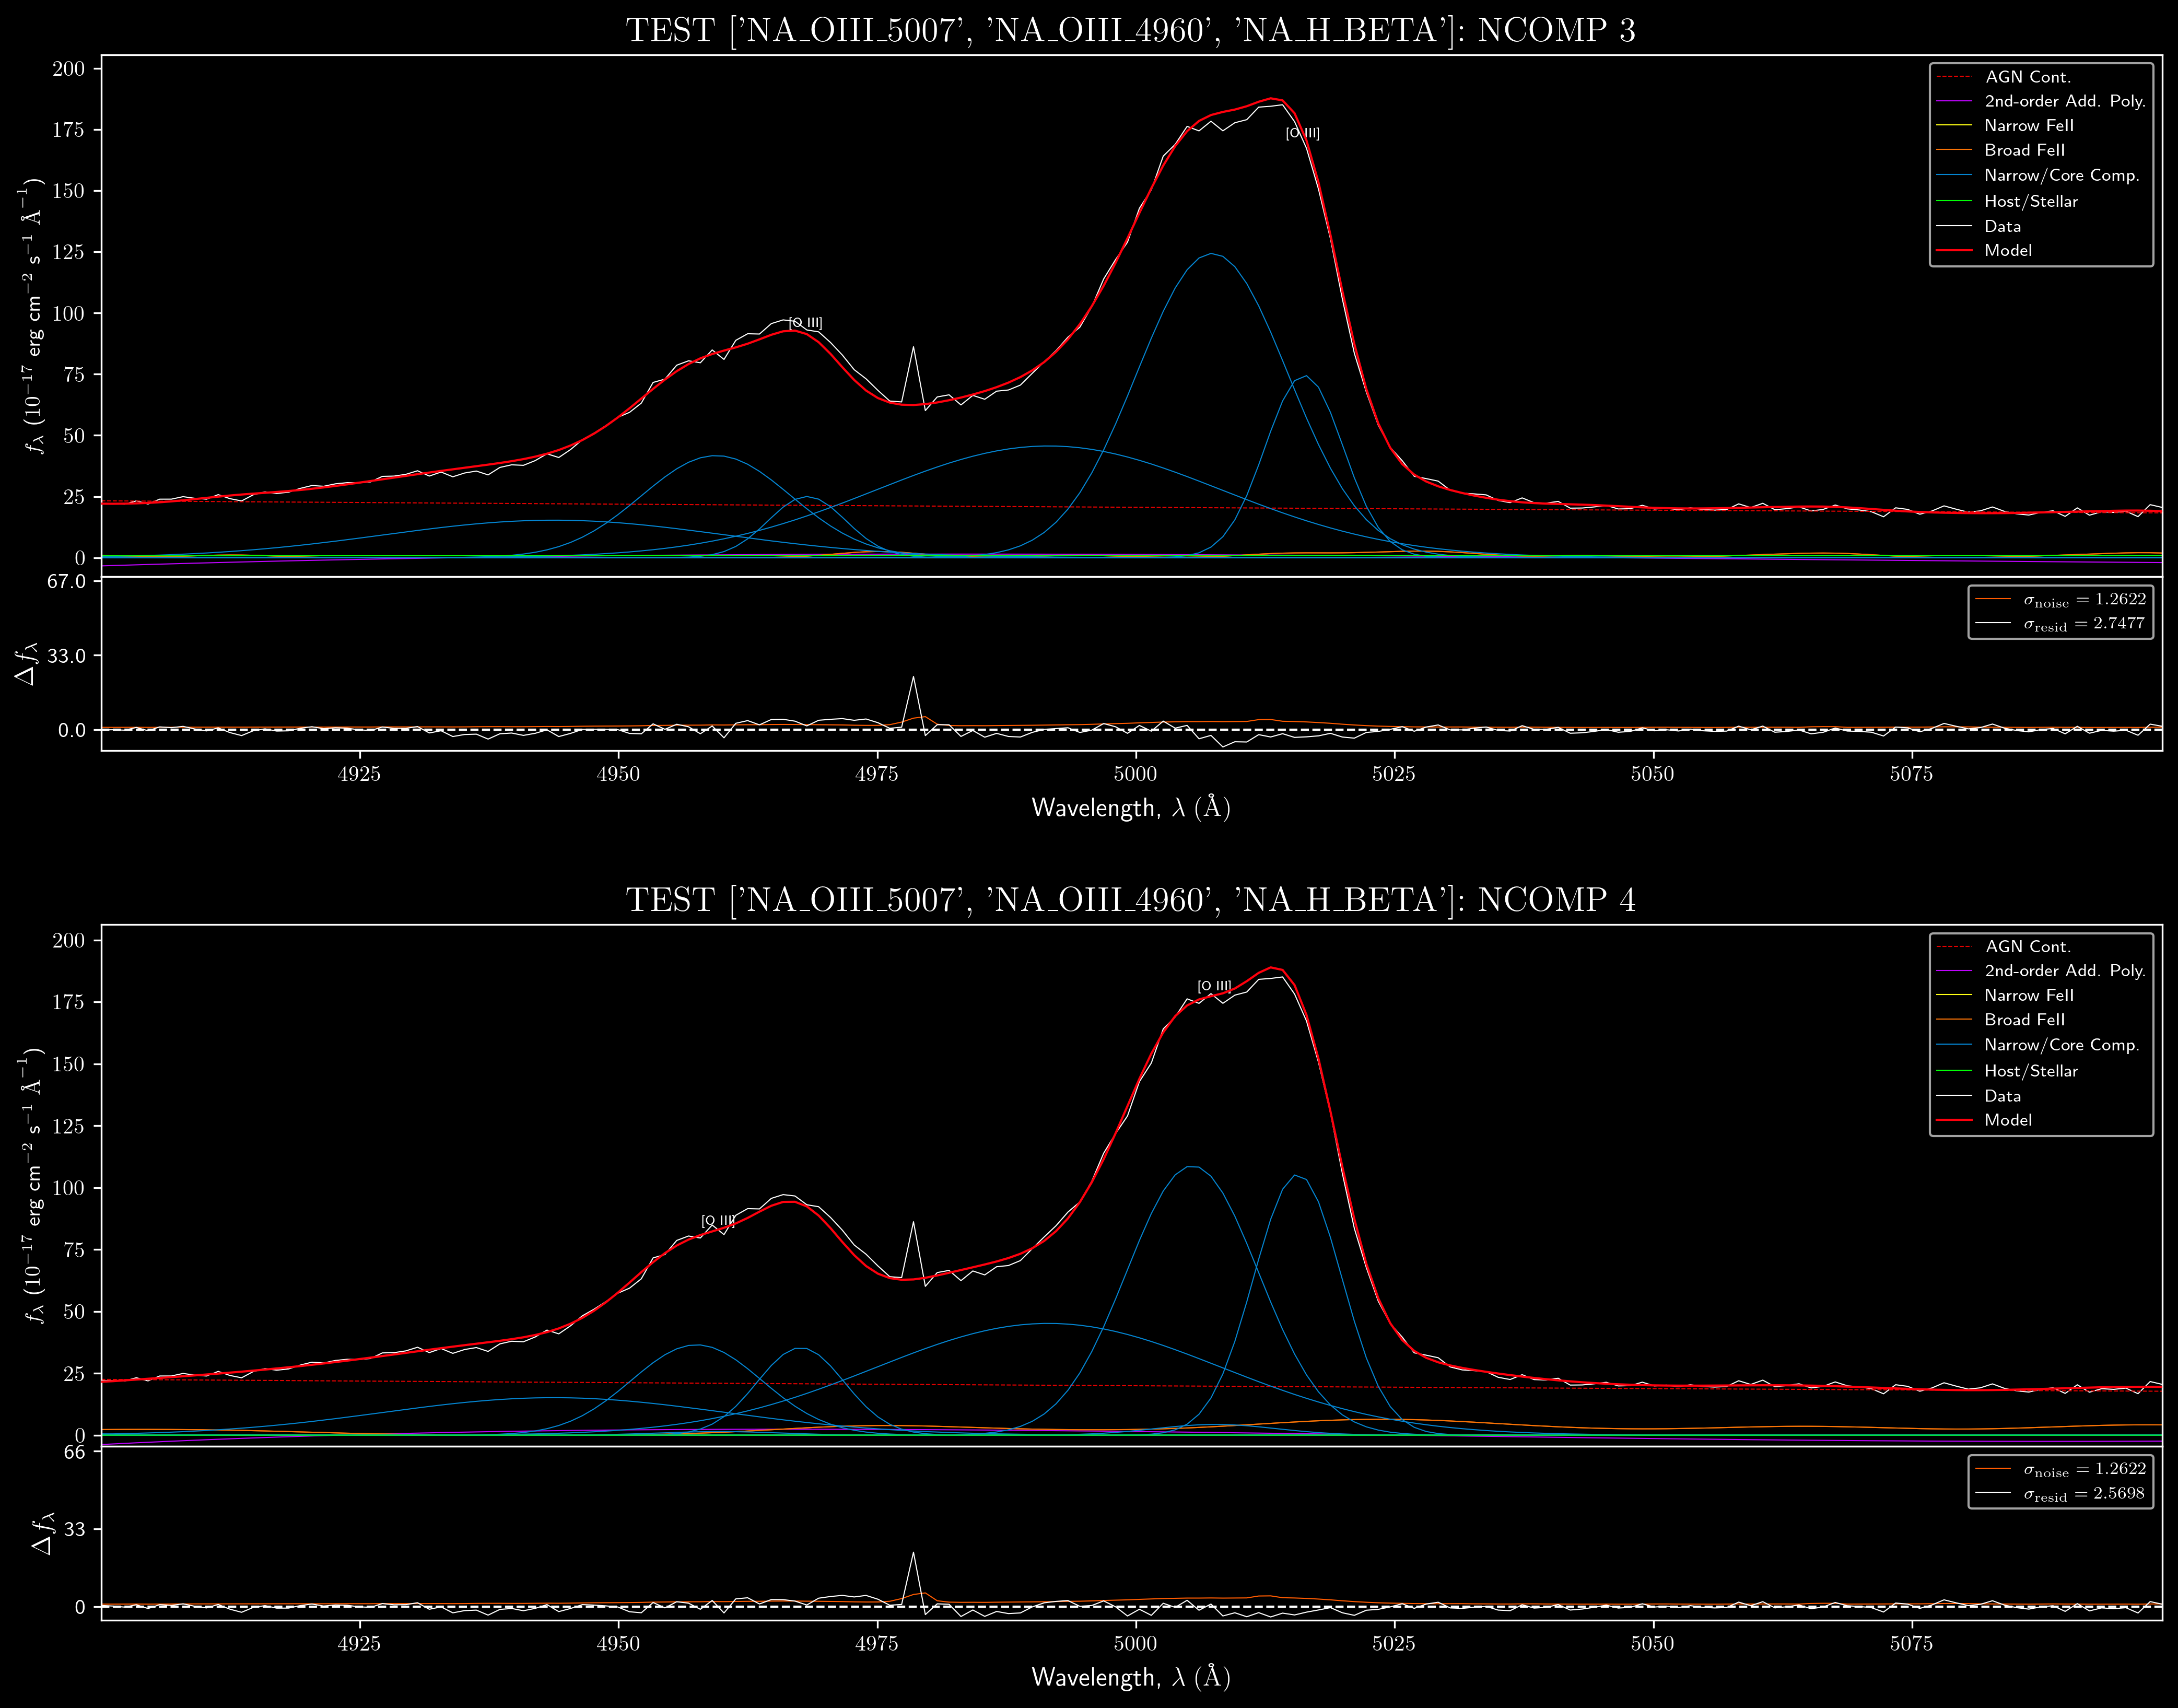 TEST ['NA_OIII_5007', 'NA_OIII_4960', 'NA_H_BETA']: NCOMP 3
200
175
150
125
100
75
50
25
0
f_λ (10^−17 erg cm^−2 s^−1 Å^−1)
[O III]
[O III]
AGN Cont.
2nd-order Add. Poly.
Narrow FeII
Broad FeII
Narrow/Core Comp.
Host/Stellar
Data
Model
67.0
33.0
0.0
Δf_λ
σ_noise = 1.2622
σ_resid = 2.7477
4925 4950 4975 5000 5025 5050 5075
Wavelength, λ (Å)
TEST ['NA_OIII_5007', 'NA_OIII_4960', 'NA_H_BETA']: NCOMP 4
200
175
150
125
100
75
50
25
0
f_λ (10^−17 erg cm^−2 s^−1 Å^−1)
[O III]
[O III]
AGN Cont.
2nd-order Add. Poly.
Narrow FeII
Broad FeII
Narrow/Core Comp.
Host/Stellar
Data
Model
66
33
0
Δf_λ
σ_noise = 1.2622
σ_resid = 2.5698
4925 4950 4975 5000 5025 5050 5075
Wavelength, λ (Å)